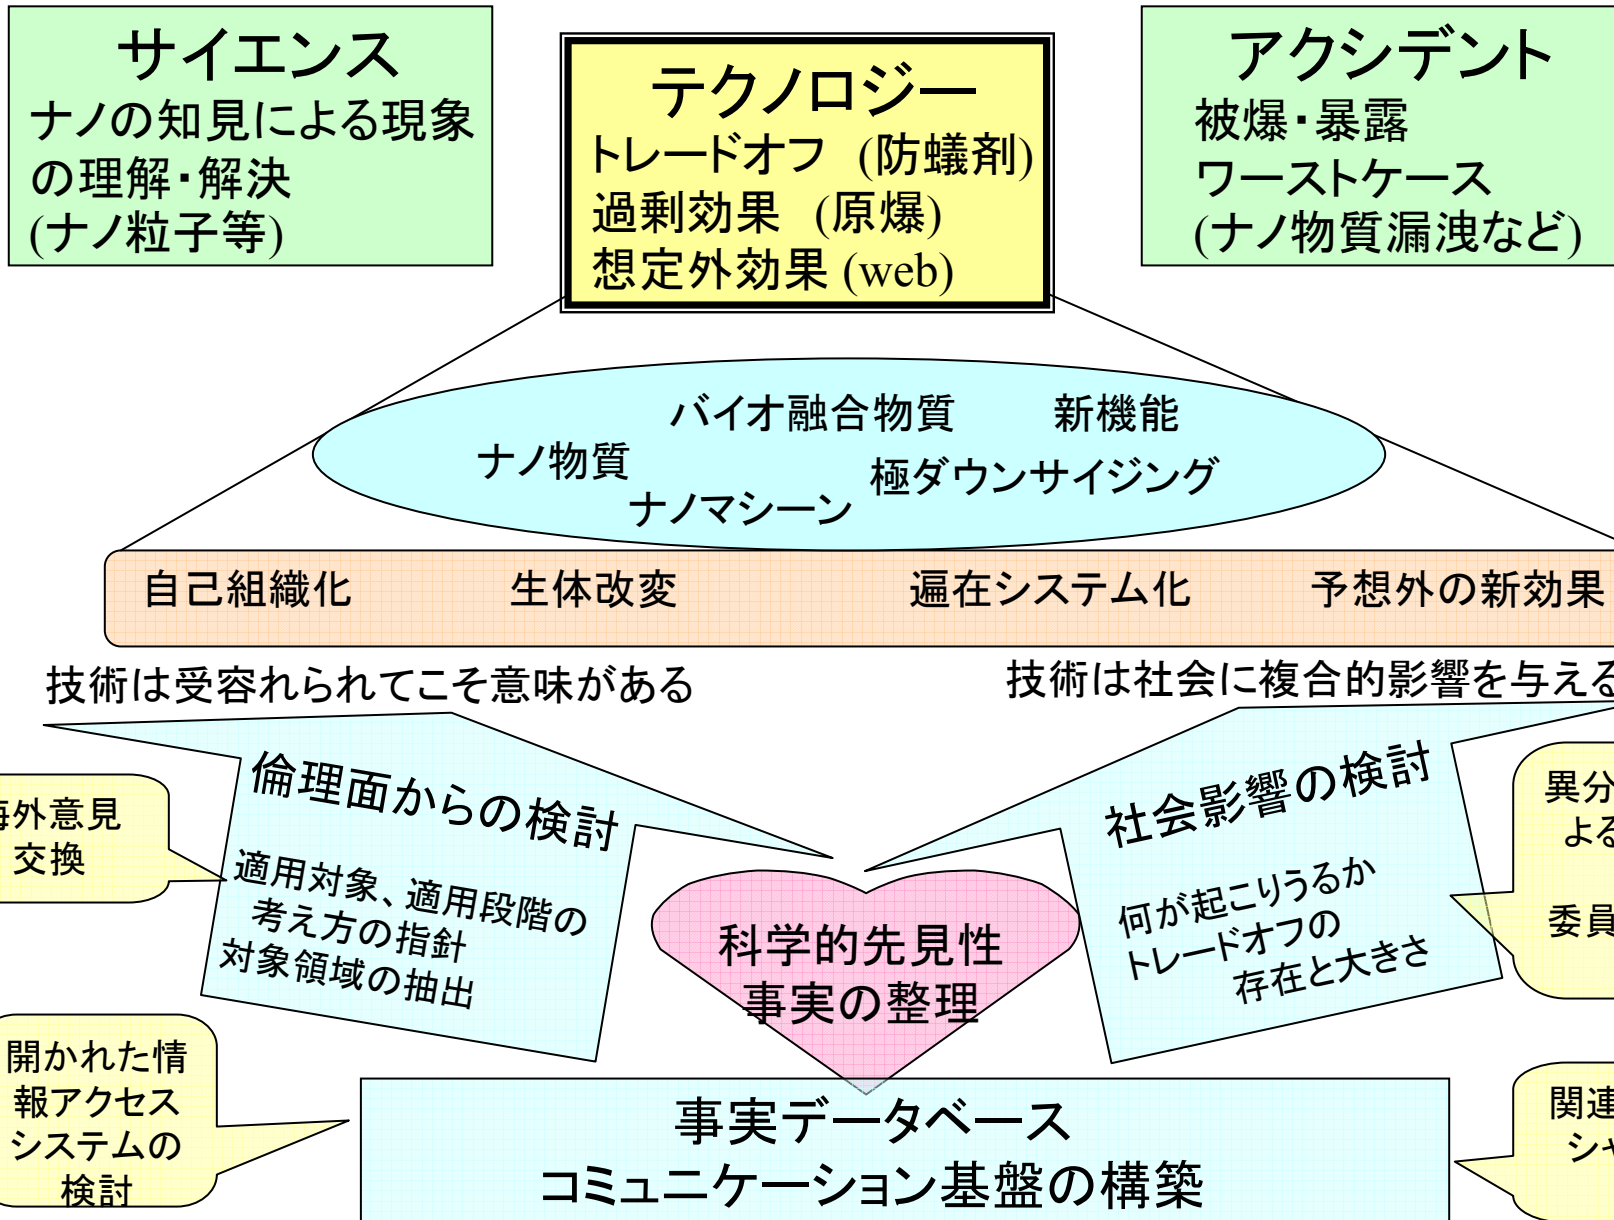 サイエンス
ナノの知見による現象
の理解・解決
(ナノ粒子等)
テクノロジー
トレードオフ (防蟻剤)
過剰効果 (原爆)
想定外効果 (web)
アクシデント
被爆・暴露
ワーストケース
(ナノ物質漏洩など)
バイオ融合物質 新機能
ナノ物質 極ダウンサイジング
ナノマシーン
自己組織化 生体改変 遍在システム化 予想外の新効果
技術は受容れられてこそ意味がある
技術は社会に複合的影響を与える
倫理面からの検討
適用対象、適用段階の
考え方の指針
対象領域の抽出
社会影響の検討
何が起こりうるか
トレードオフの
存在と大きさ
海外意見
交換
異分
よる
委員
科学的先見性
事実の整理
開かれた情
報アクセス
システムの
検討
関連
シャ
事実データベース
コミュニケーション基盤の構築